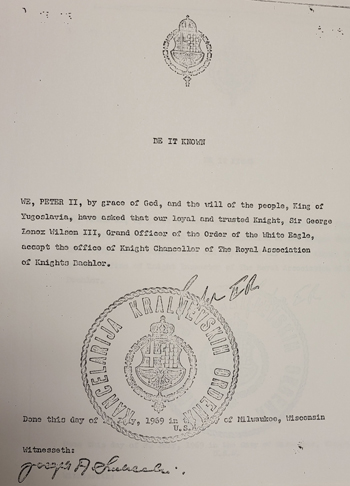 BE IT KNOWN
WE, PETER II, by grace of God, and the will of the people, King of
Yugoslavia, have asked that our loyal and trusted Knight, Sir George
Lenox Wilson III, Grand Officer of the Order of the White Eagle,
accept the office of Knight Chancellor of The Royal Association
of Knights Bachlor.
KANCELARIJA KRALJEVSKIH ORDENA
Done this day of 1969 in of Milwaukee, Wisconsin
U.S.
Witnesseth: